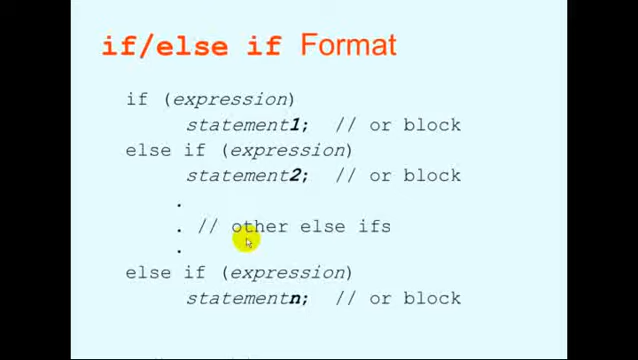 if/else if Format
if (expression)
statement1; // or block
else if (expression)
statement2; // or block
.
. // other else ifs
.
else if (expression)
statementn; // or block